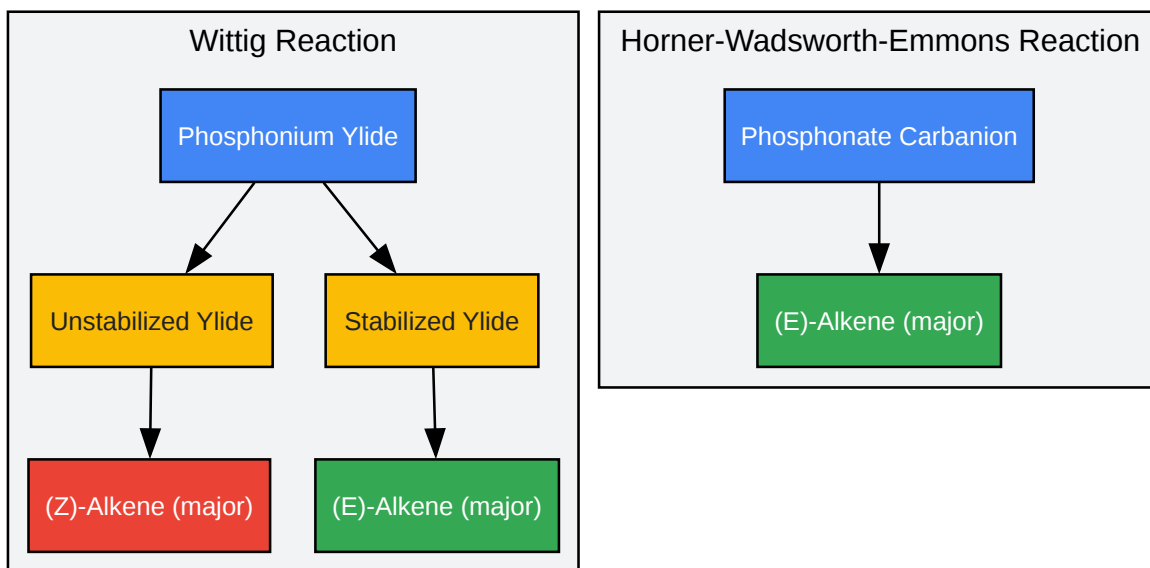 Wittig Reaction
Phosphonium Ylide
Unstabilized Ylide
Stabilized Ylide
(Z)-Alkene (major)
(E)-Alkene (major)
Horner-Wadsworth-Emmons Reaction
Phosphonate Carbanion
(E)-Alkene (major)